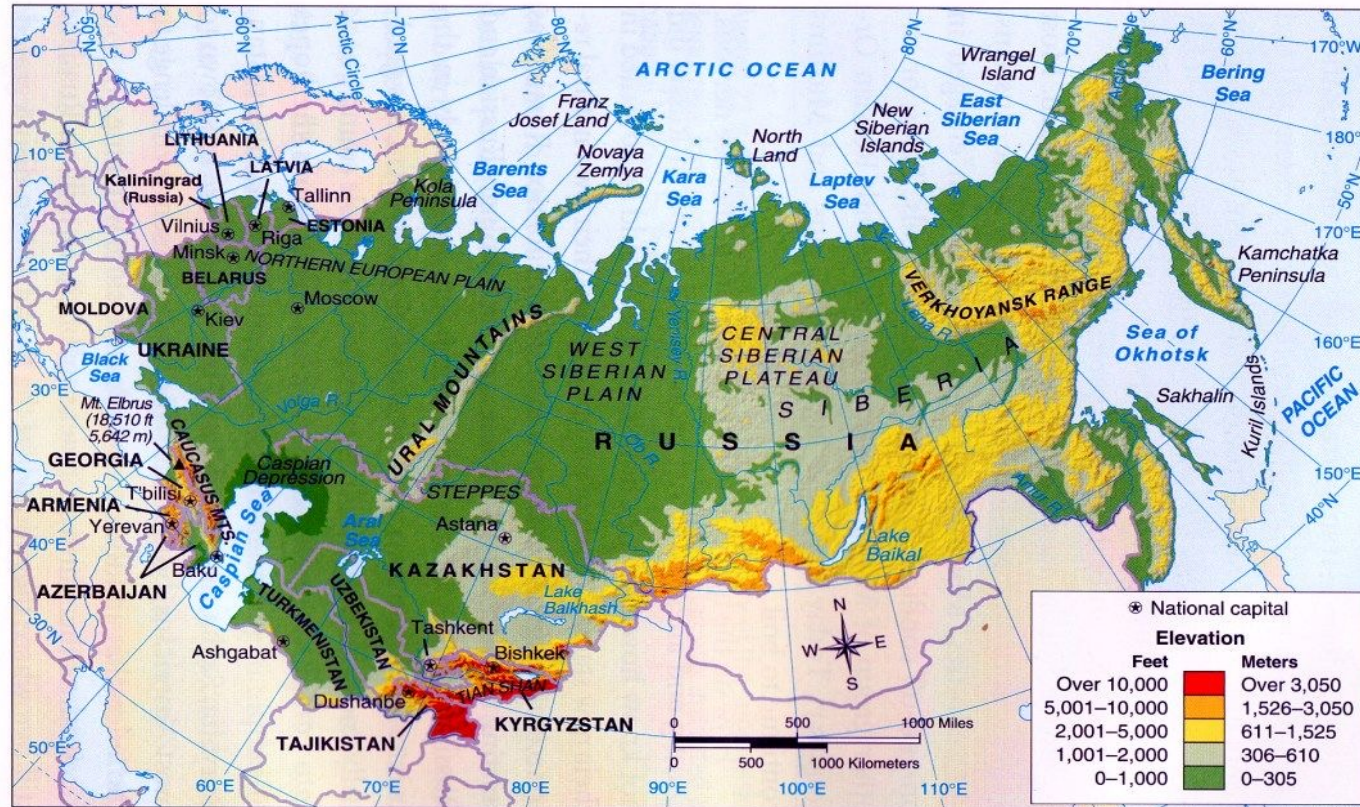 50°N
60°N
70°N
80°N
80°N
70°N
170°W
0°
Arctic Circle
Arctic Circle
ARCTIC OCEAN
Wrangel
Island
Bering
Sea
180°W
Franz
Josef Land
New
Siberian
Islands
East
Siberian
Sea
North
Land
LITHUANIA
10°E
LATVIA
Kaliningrad
(Russia)
Tallinn
Kola
Peninsula
Barents
Sea
Novaya
Zemlya
Kara
Sea
Laptev
Sea
50°N
170°E
Vilnius
Riga
ESTONIA
Minsk
NORTHERN EUROPEAN PLAIN
BELARUS
20°E
Kamchatka
Peninsula
VERKHOYANSK RANGE
MOLDOVA
Moscow
Kiev
Lena R.
Yenisey R.
UKRAINE
URAL MOUNTAINS
WEST
SIBERIAN
PLAIN
CENTRAL
SIBERIAN
PLATEAU
Sea of
Okhotsk
160°E
Black
Sea
30°E
SIBERIA
Sakhalin
Kuril Islands
PACIFIC
OCEAN
Mt. Elbrus
(18,510 ft
5,642 m)
Volga R.
CAUCASUS MTS.
RUSSIA
Ob R.
150°E
GEORGIA
Caspian
Depression
T'bilisi
STEPPES
Amur R.
40°N
ARMENIA
Yerevan
Aral
Sea
Astana
Lake
Baikal
40°E
Baku
Caspian Sea
KAZAKHSTAN
AZERBAIJAN
TURKMENISTAN
UZBEKISTAN
Lake
Balkhash
140°E
40°N
30°N
Tashkent
Bishkek
Ashgabat
Dushanbe
TIAN SHAN
KYRGYZSTAN
TAJIKISTAN
N
W
E
S
0
500
1000 Miles
0
500
1000 Kilometers
50°E
60°E
70°E
80°E
90°E
100°E
110°E
National capital
Elevation
Feet Meters
Over 10,000 Over 3,050
5,001–10,000 1,526–3,050
2,001–5,000 611–1,525
1,001–2,000 306–610
0–1,000 0–305